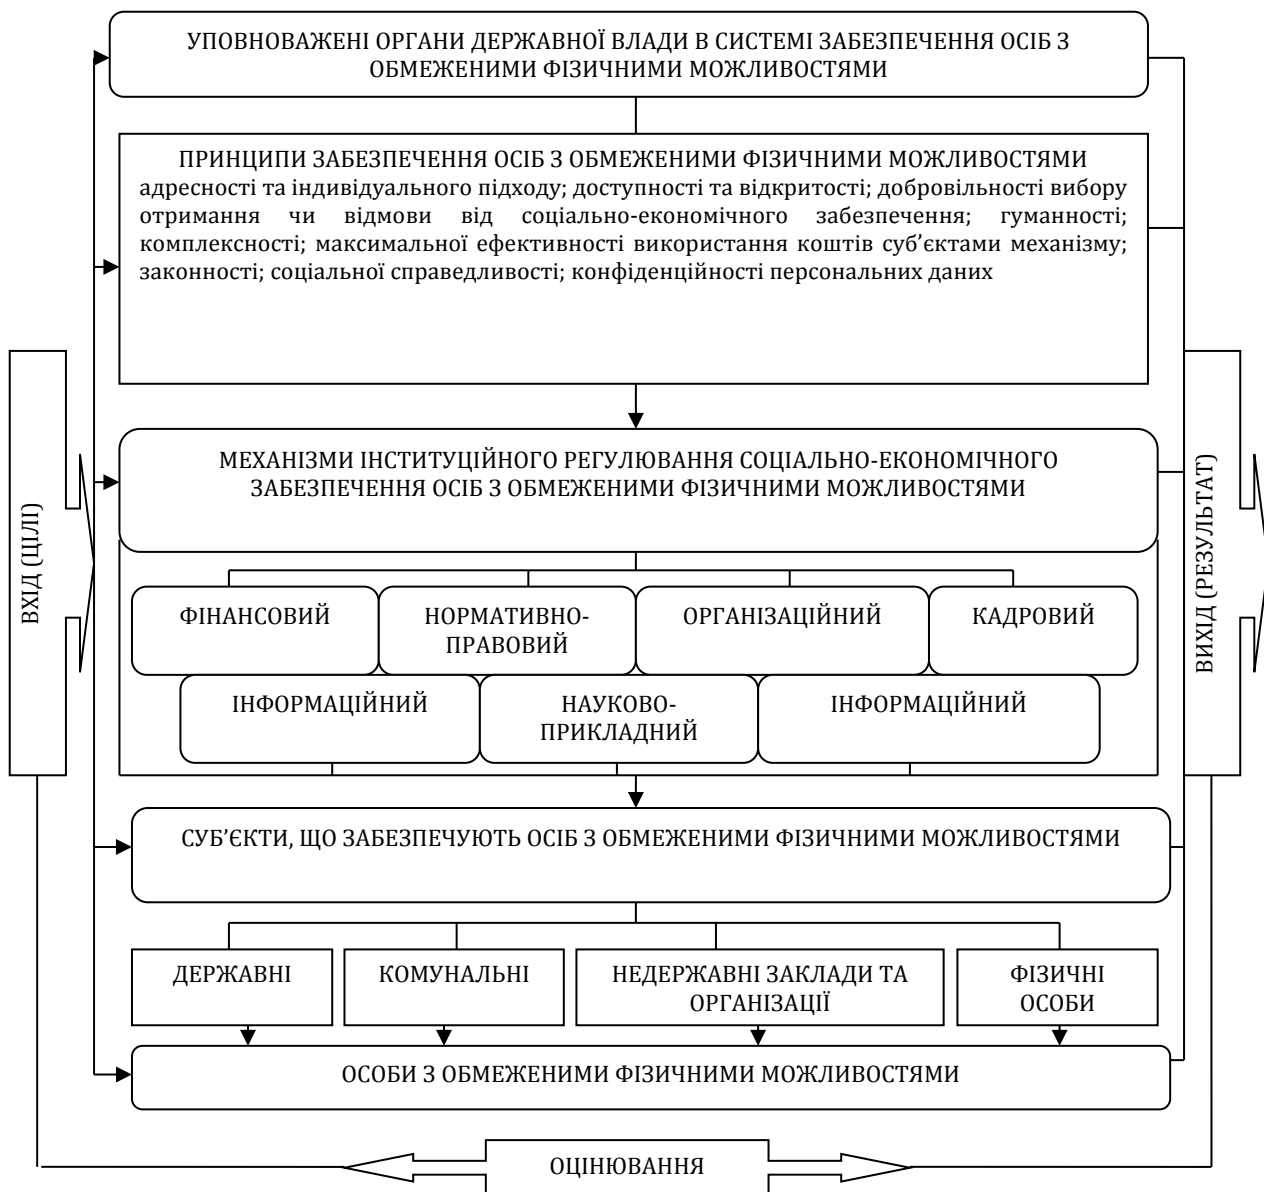 УПОВНОВАЖЕНІ ОРГАНИ ДЕРЖАВНОЇ ВЛАДИ В СИСТЕМІ ЗАБЕЗПЕЧЕННЯ ОСІБ З
ОБМЕЖЕНИМИ ФІЗИЧНИМИ МОЖЛИВОСТЯМИ
ПРИНЦИПИ ЗАБЕЗПЕЧЕННЯ ОСІБ З ОБМЕЖЕНИМИ ФІЗИЧНИМИ МОЖЛИВОСТЯМИ
адресності та індивідуального підходу; доступності та відкритості; добровільності вибору
отримання чи відмови від соціально-економічного забезпечення; гуманності;
комплексності; максимальної ефективності використання коштів суб’єктами механізму;
законності; соціальної справедливості; конфіденційності персональних даних
ВХІД (ЦІЛІ)
МЕХАНІЗМИ ІНСТИТУЦІЙНОГО РЕГУЛЮВАННЯ СОЦІАЛЬНО-ЕКОНОМІЧНОГО
ЗАБЕЗПЕЧЕННЯ ОСІБ З ОБМЕЖЕНИМИ ФІЗИЧНИМИ МОЖЛИВОСТЯМИ
ВИХІД (РЕЗУЛЬТАТ)
ФІНАНСОВИЙ
НОРМАТИВНО-
ПРАВОВИЙ
ОРГАНІЗАЦІЙНИЙ
КАДРОВИЙ
ІНФОРМАЦІЙНИЙ
НАУКОВО-
ПРИКЛАДНИЙ
ІНФОРМАЦІЙНИЙ
СУБ’ЄКТИ, ЩО ЗАБЕЗПЕЧУЮТЬ ОСІБ З ОБМЕЖЕНИМИ ФІЗИЧНИМИ МОЖЛИВОСТЯМИ
ДЕРЖАВНІ
КОМУНАЛЬНІ
НЕДЕРЖАВНІ ЗАКЛАДИ ТА
ОРГАНІЗАЦІЇ
ФІЗИЧНІ
ОСОБИ
ОСОБИ З ОБМЕЖЕНИМИ ФІЗИЧНИМИ МОЖЛИВОСТЯМИ
ОЦІНЮВАННЯ